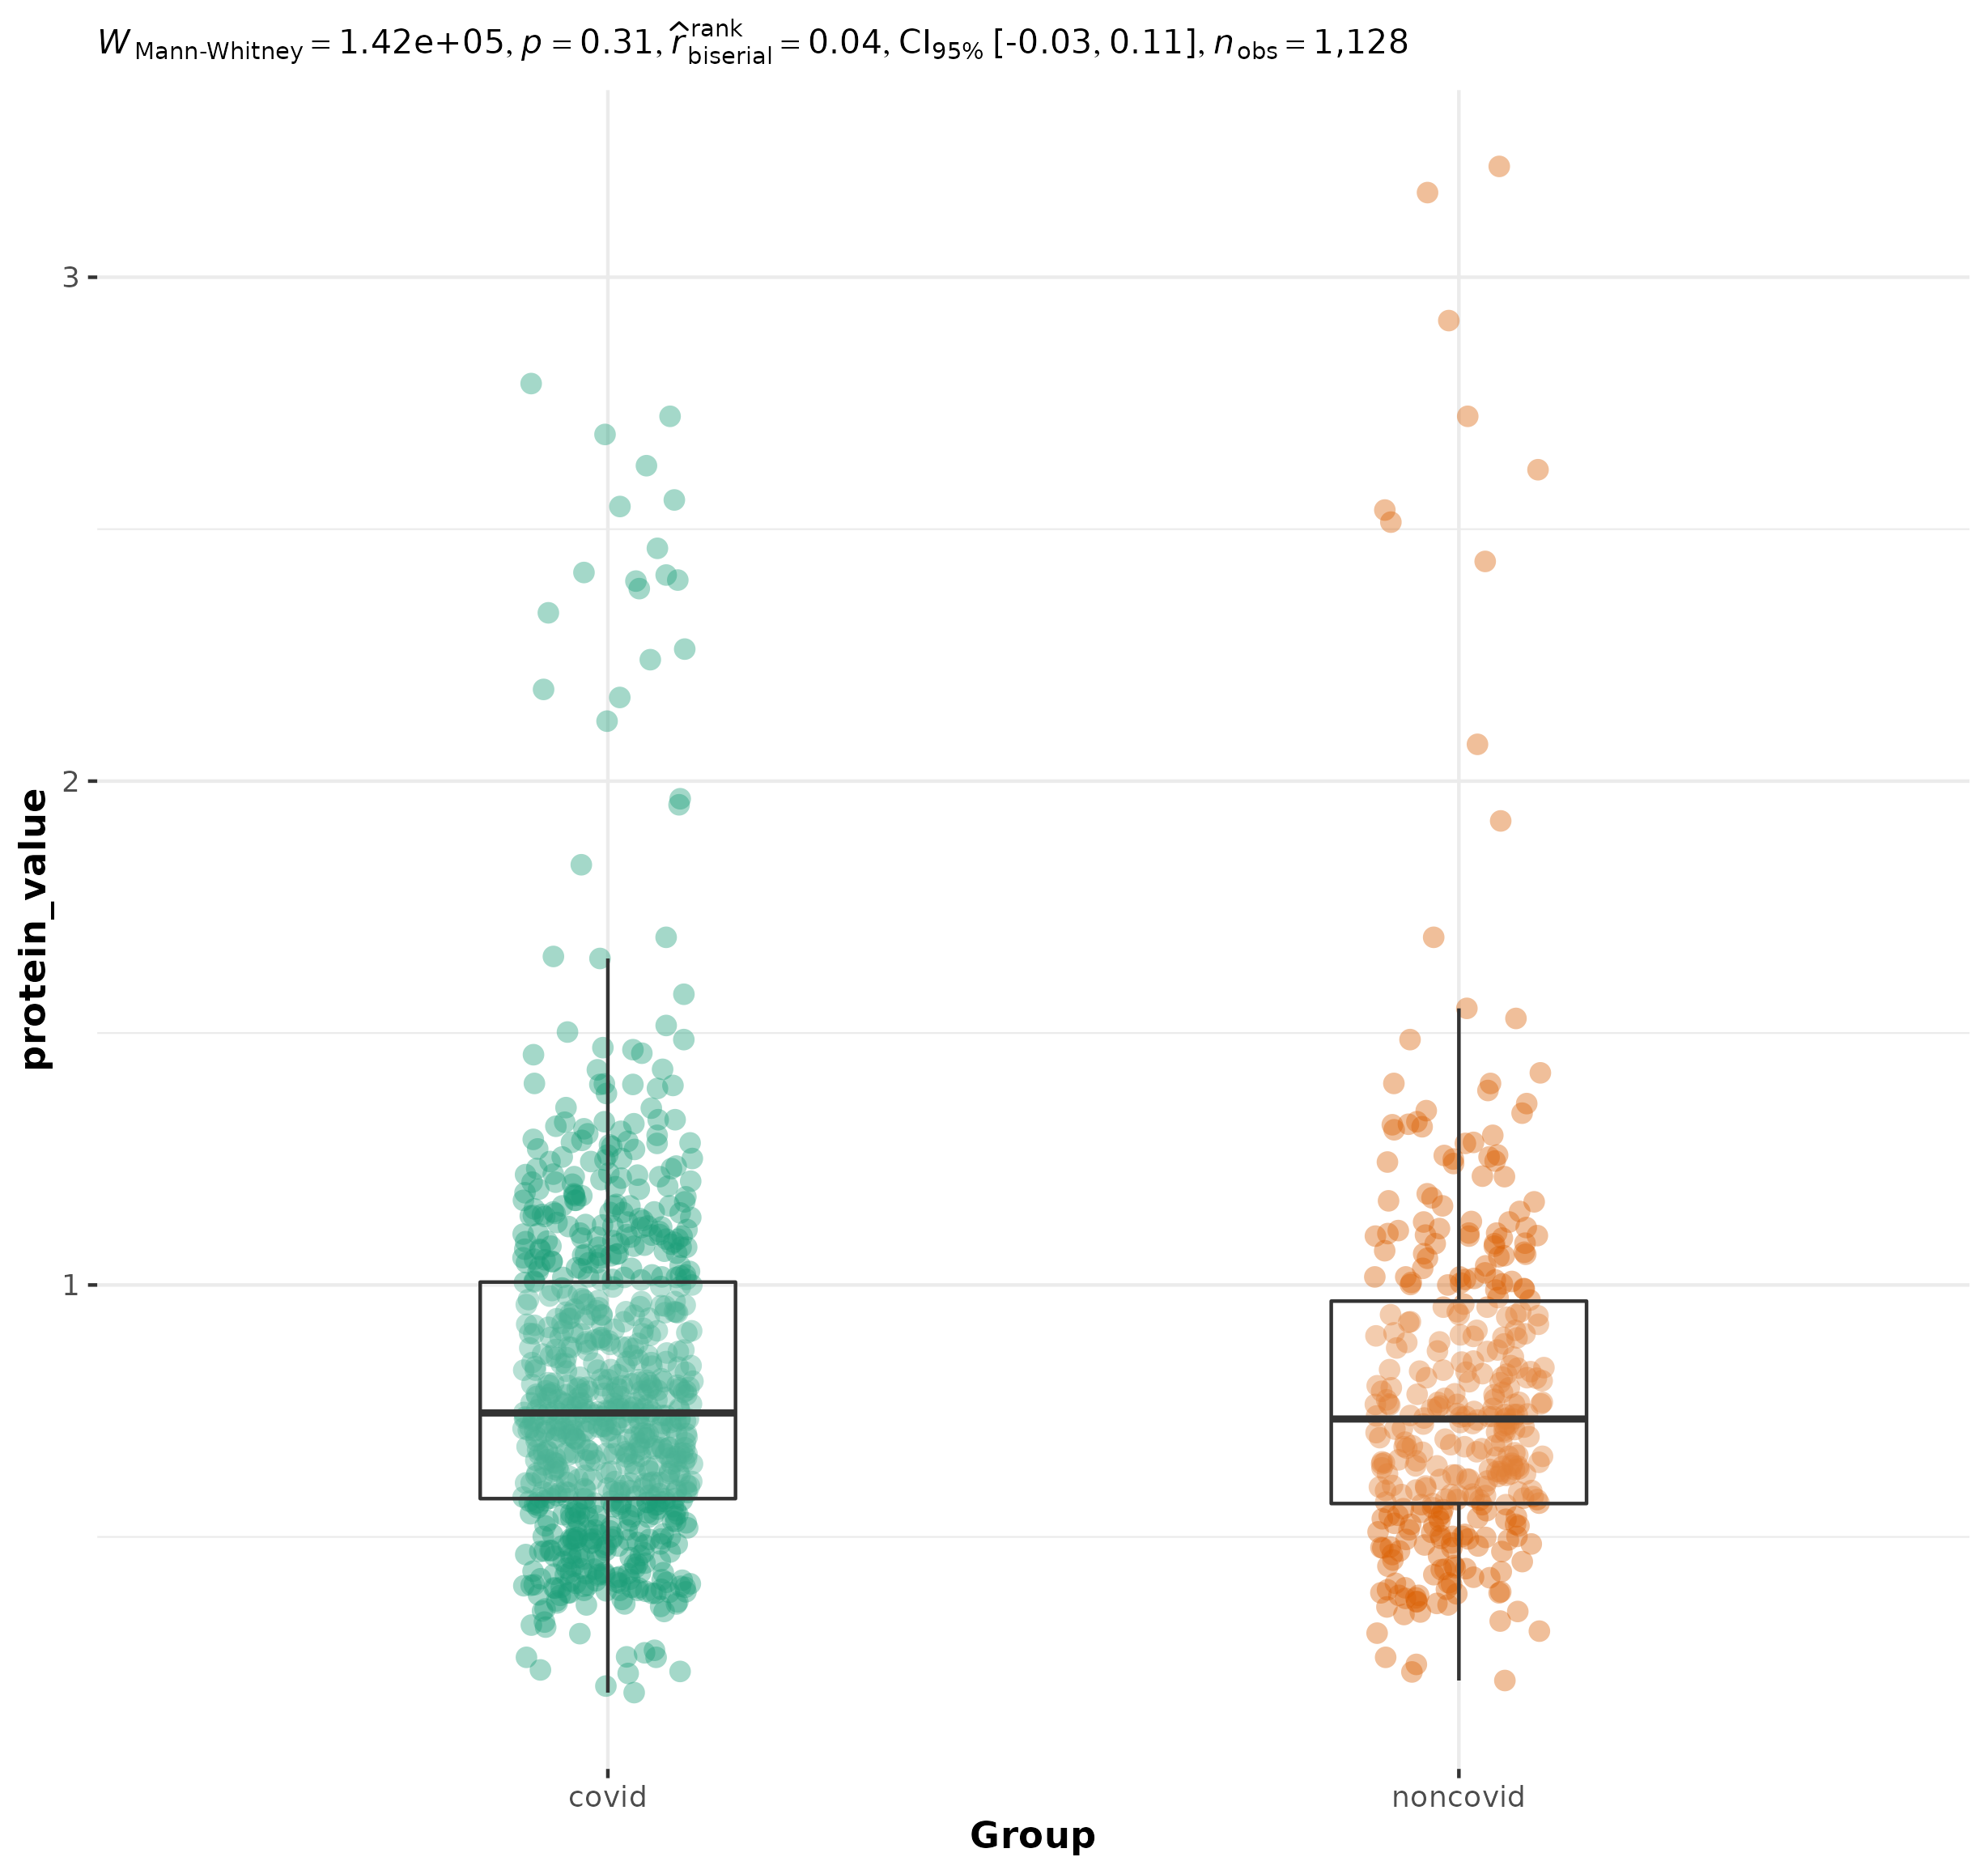 W Mann-Whitney = 1.42e+05, p = 0.31, r̂ rank biserial = 0.04, CI95% [-0.03, 0.11], n obs = 1,128
3
2
1
protein_value
covid noncovid
Group